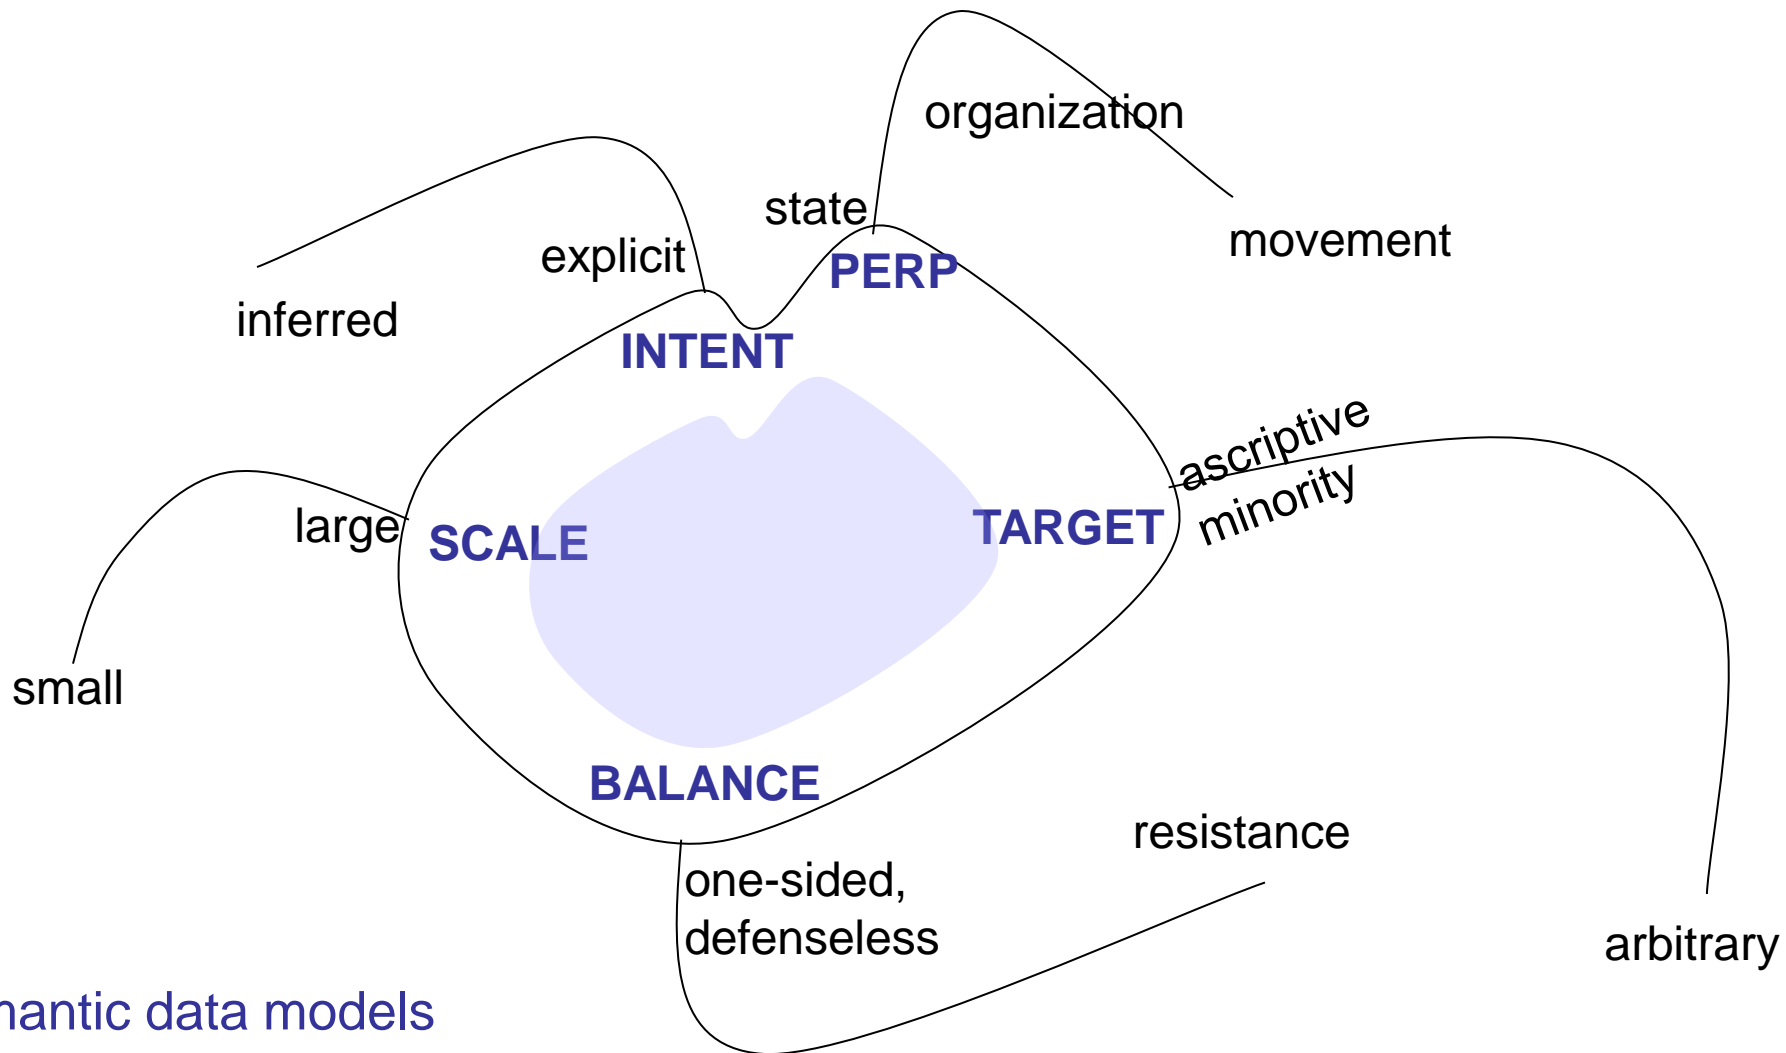 organization
state
movement
explicit
PERP
inferred
INTENT
ascriptive
minority
large
SCALE
TARGET
small
BALANCE
resistance
one-sided,
defenseless
arbitrary
mantic data models